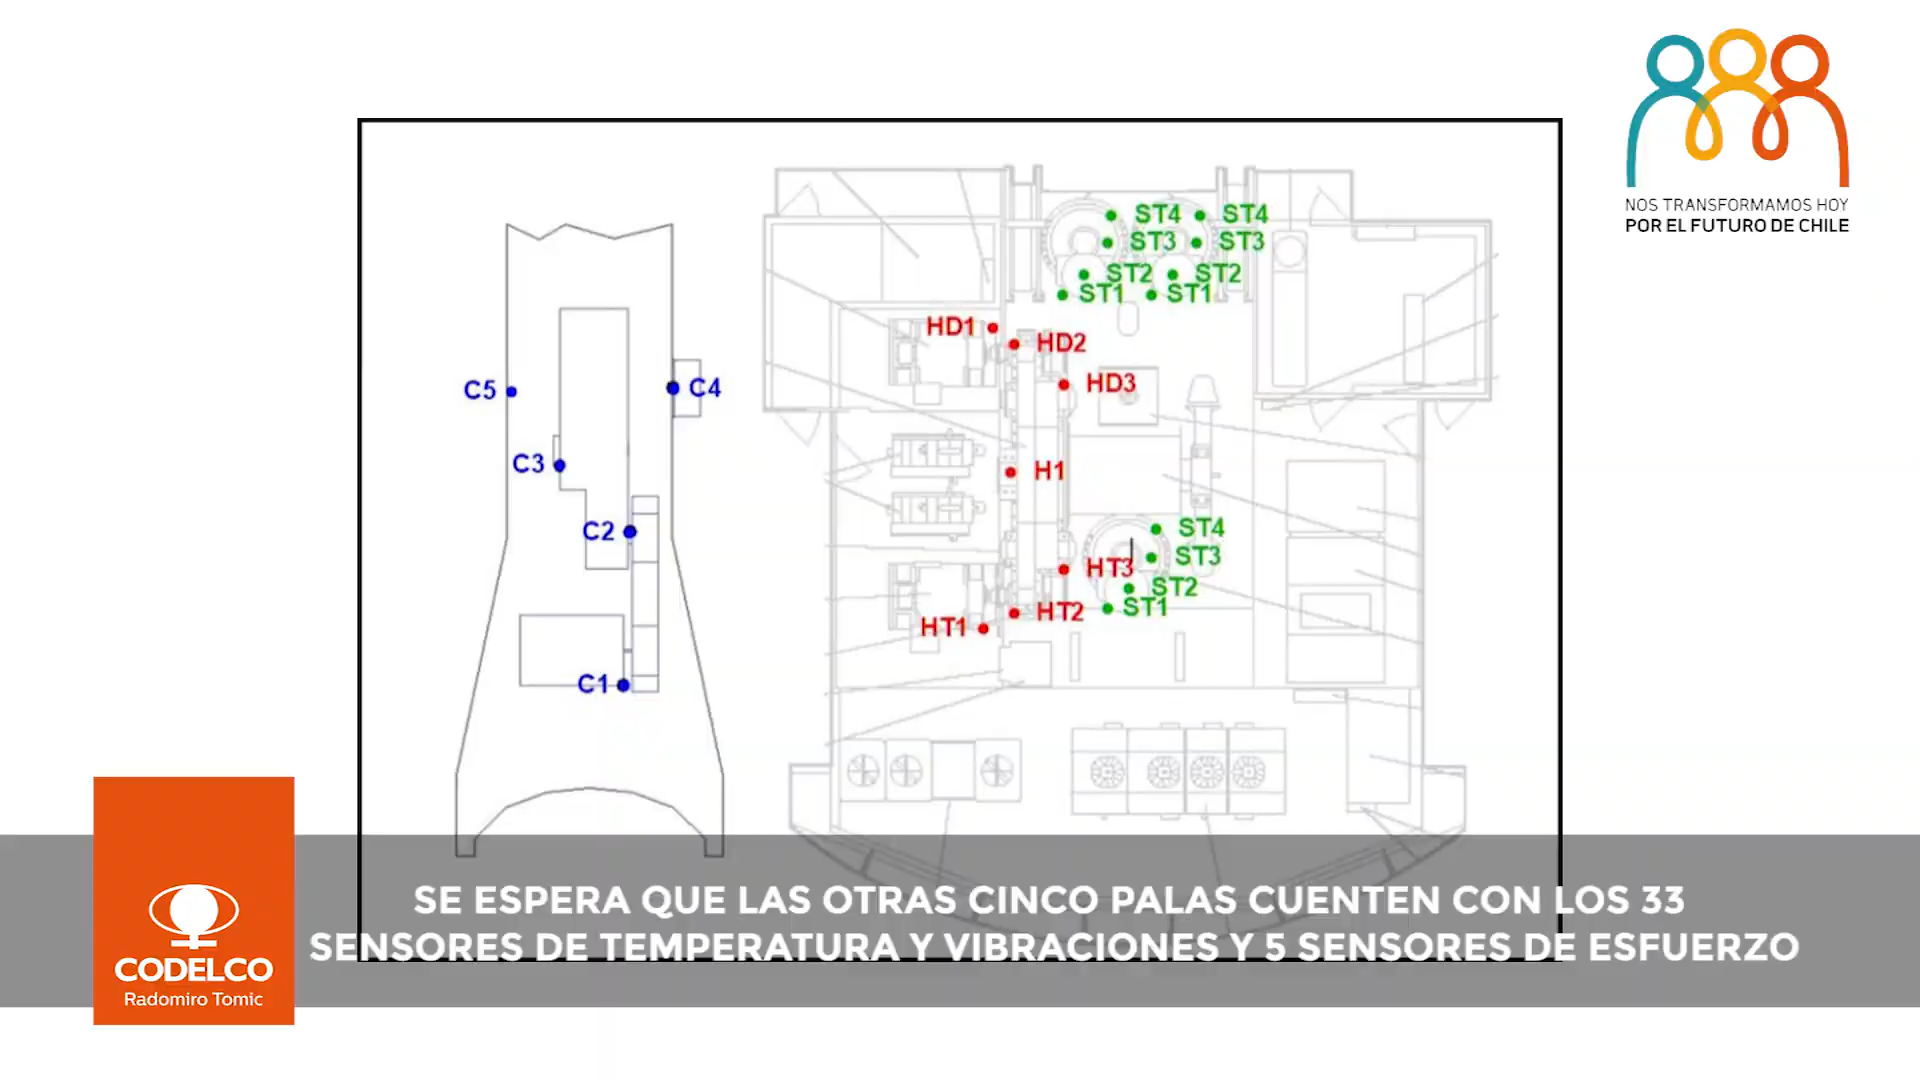 NOS TRANSFORMAMOS HOY
POR EL FUTURO DE CHILE
ST4 ST4
ST3 ST3
ST2 ST2
ST1 ST1
HD1
HD2
HD3
C5
C4
C3
H1
C2
ST4
ST3
HT3
ST2
ST1
HT2
HT1
C1
SE ESPERA QUE LAS OTRAS CINCO PALAS CUENTEN CON LOS 33
SENSORES DE TEMPERATURA Y VIBRACIONES Y 5 SENSORES DE ESFUERZO
CODELCO
Radomiro Tomic